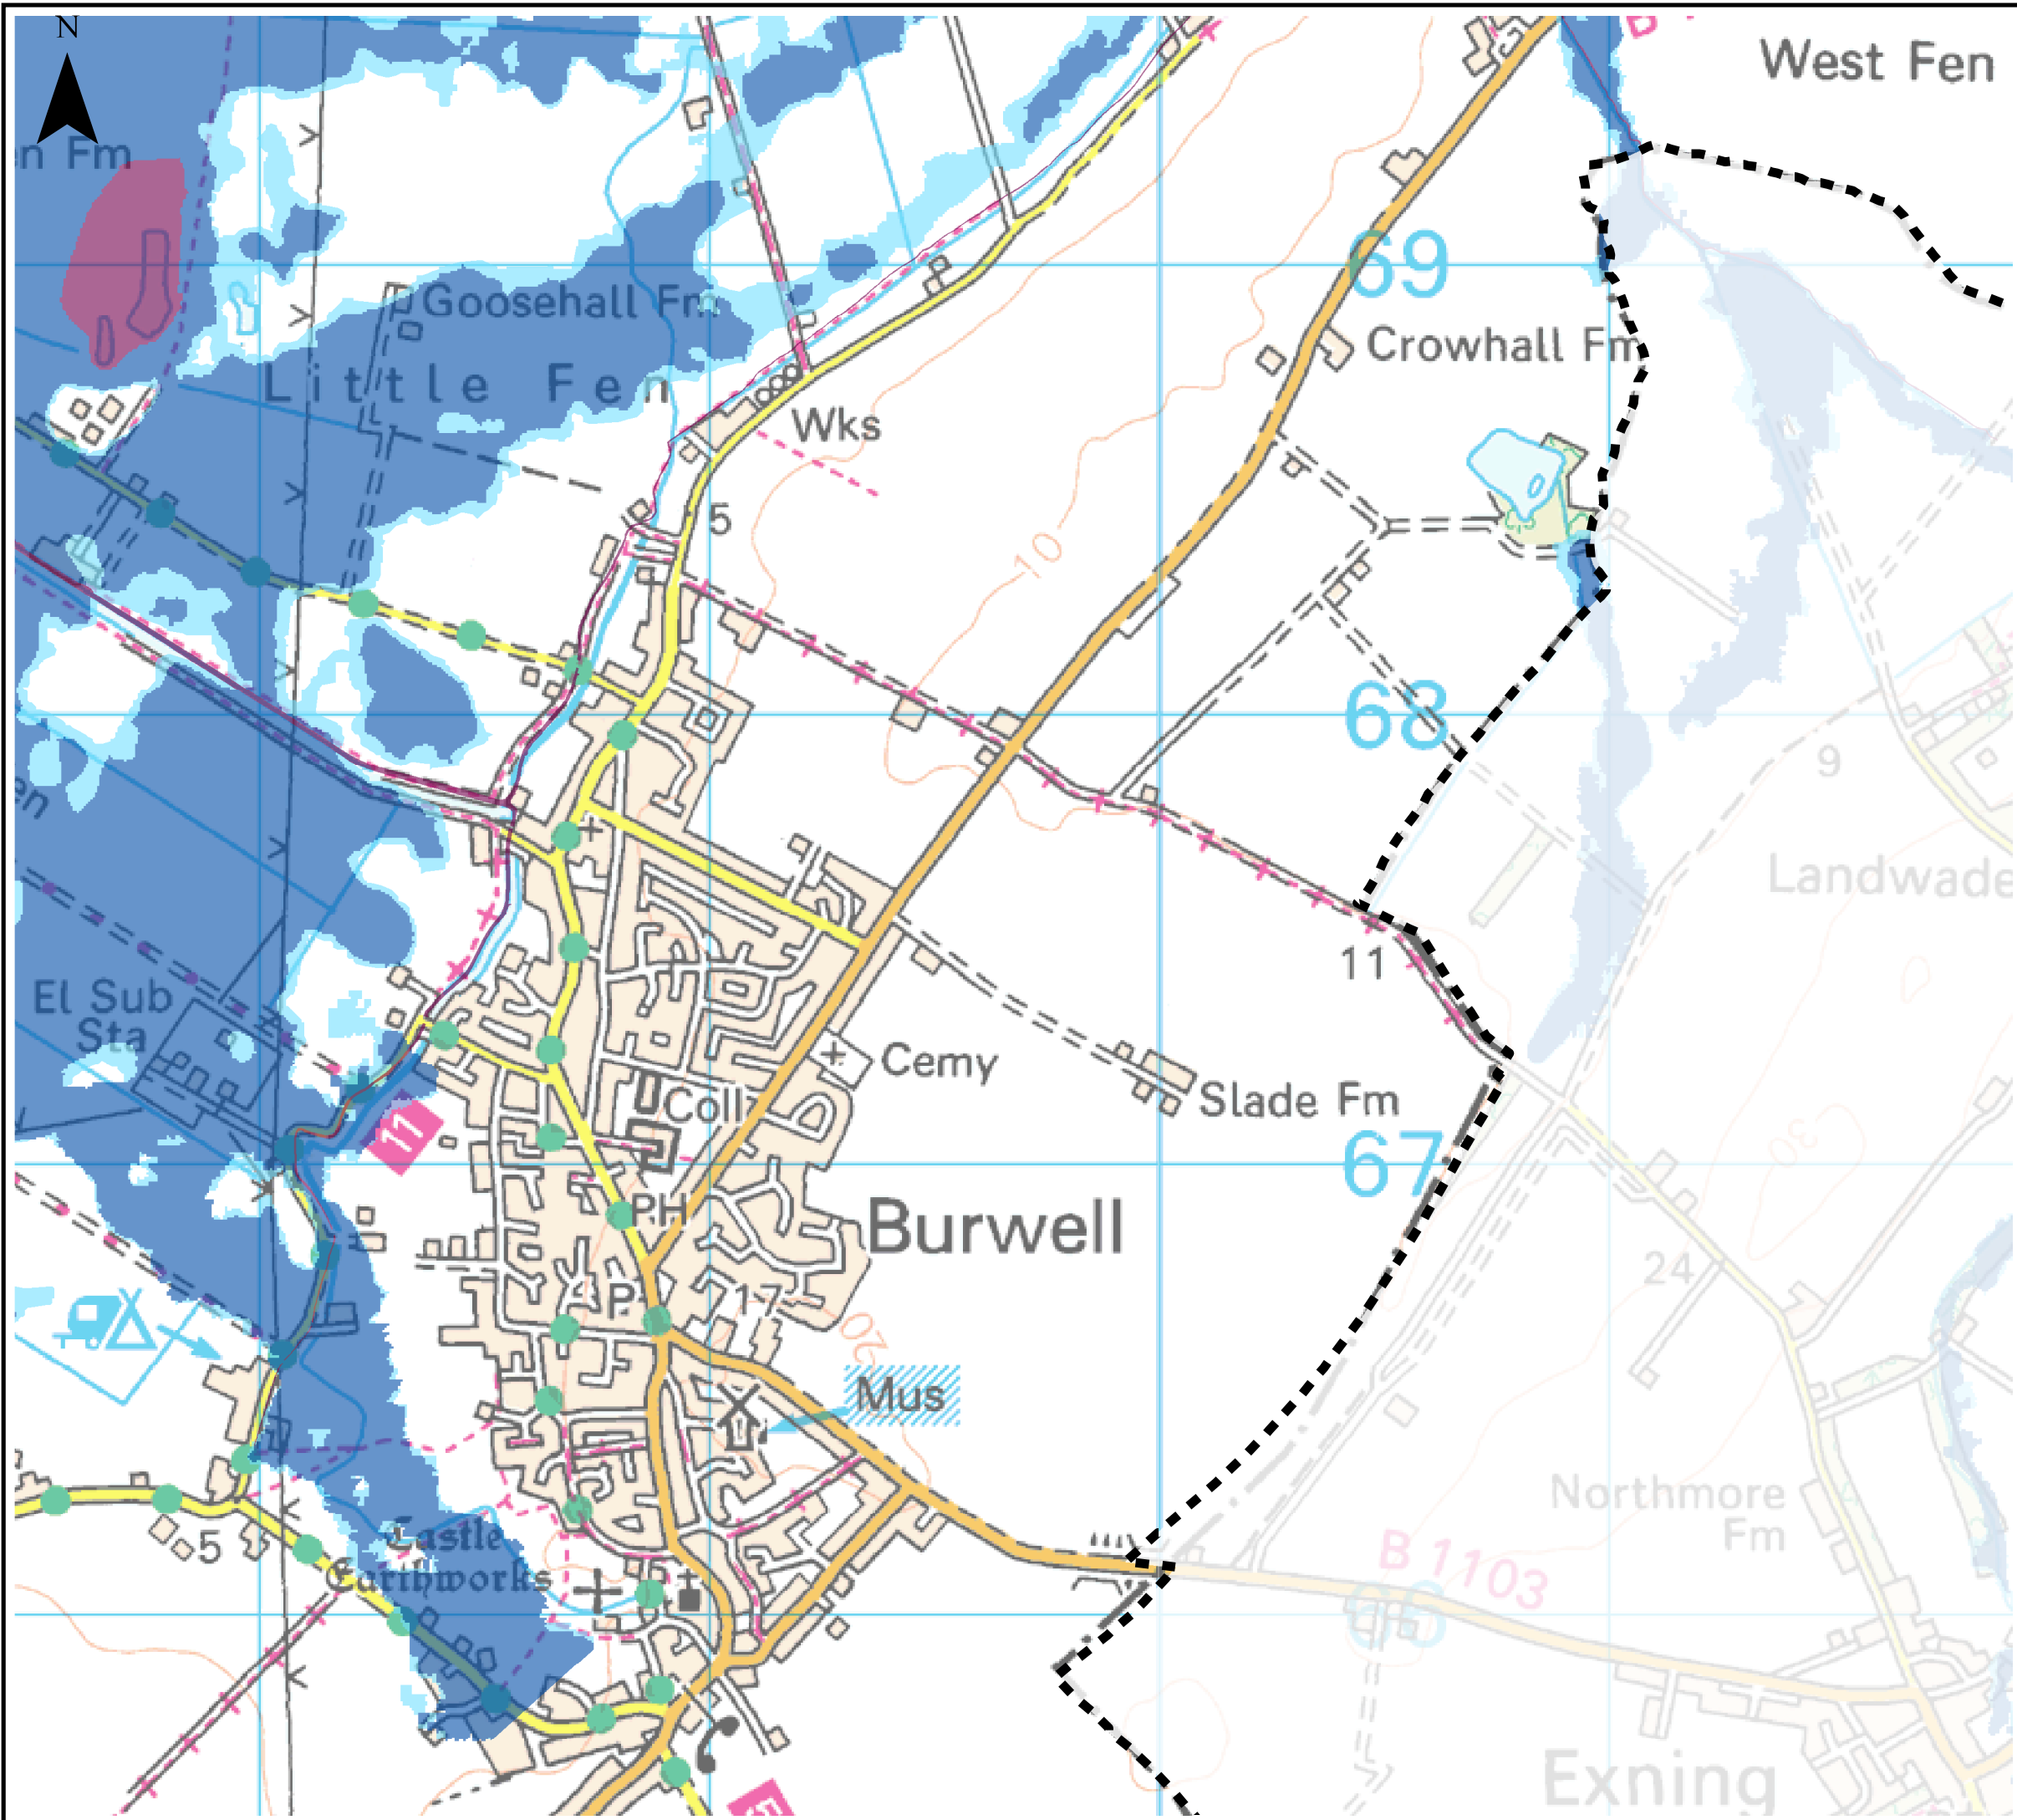 N
West Fen
n Fm
69
Goosehall Fm
Crowhall Fm
Little Fen
Wks
5
10
68
9
en
Landwade
11
El Sub
Sta
Cemy
Slade Fm
Coll
11
67
30
PH
Burwell
24
P
17
20
Mus
Northmore
Fm
Castle
Earthworks
5
B 1103
66
Exning